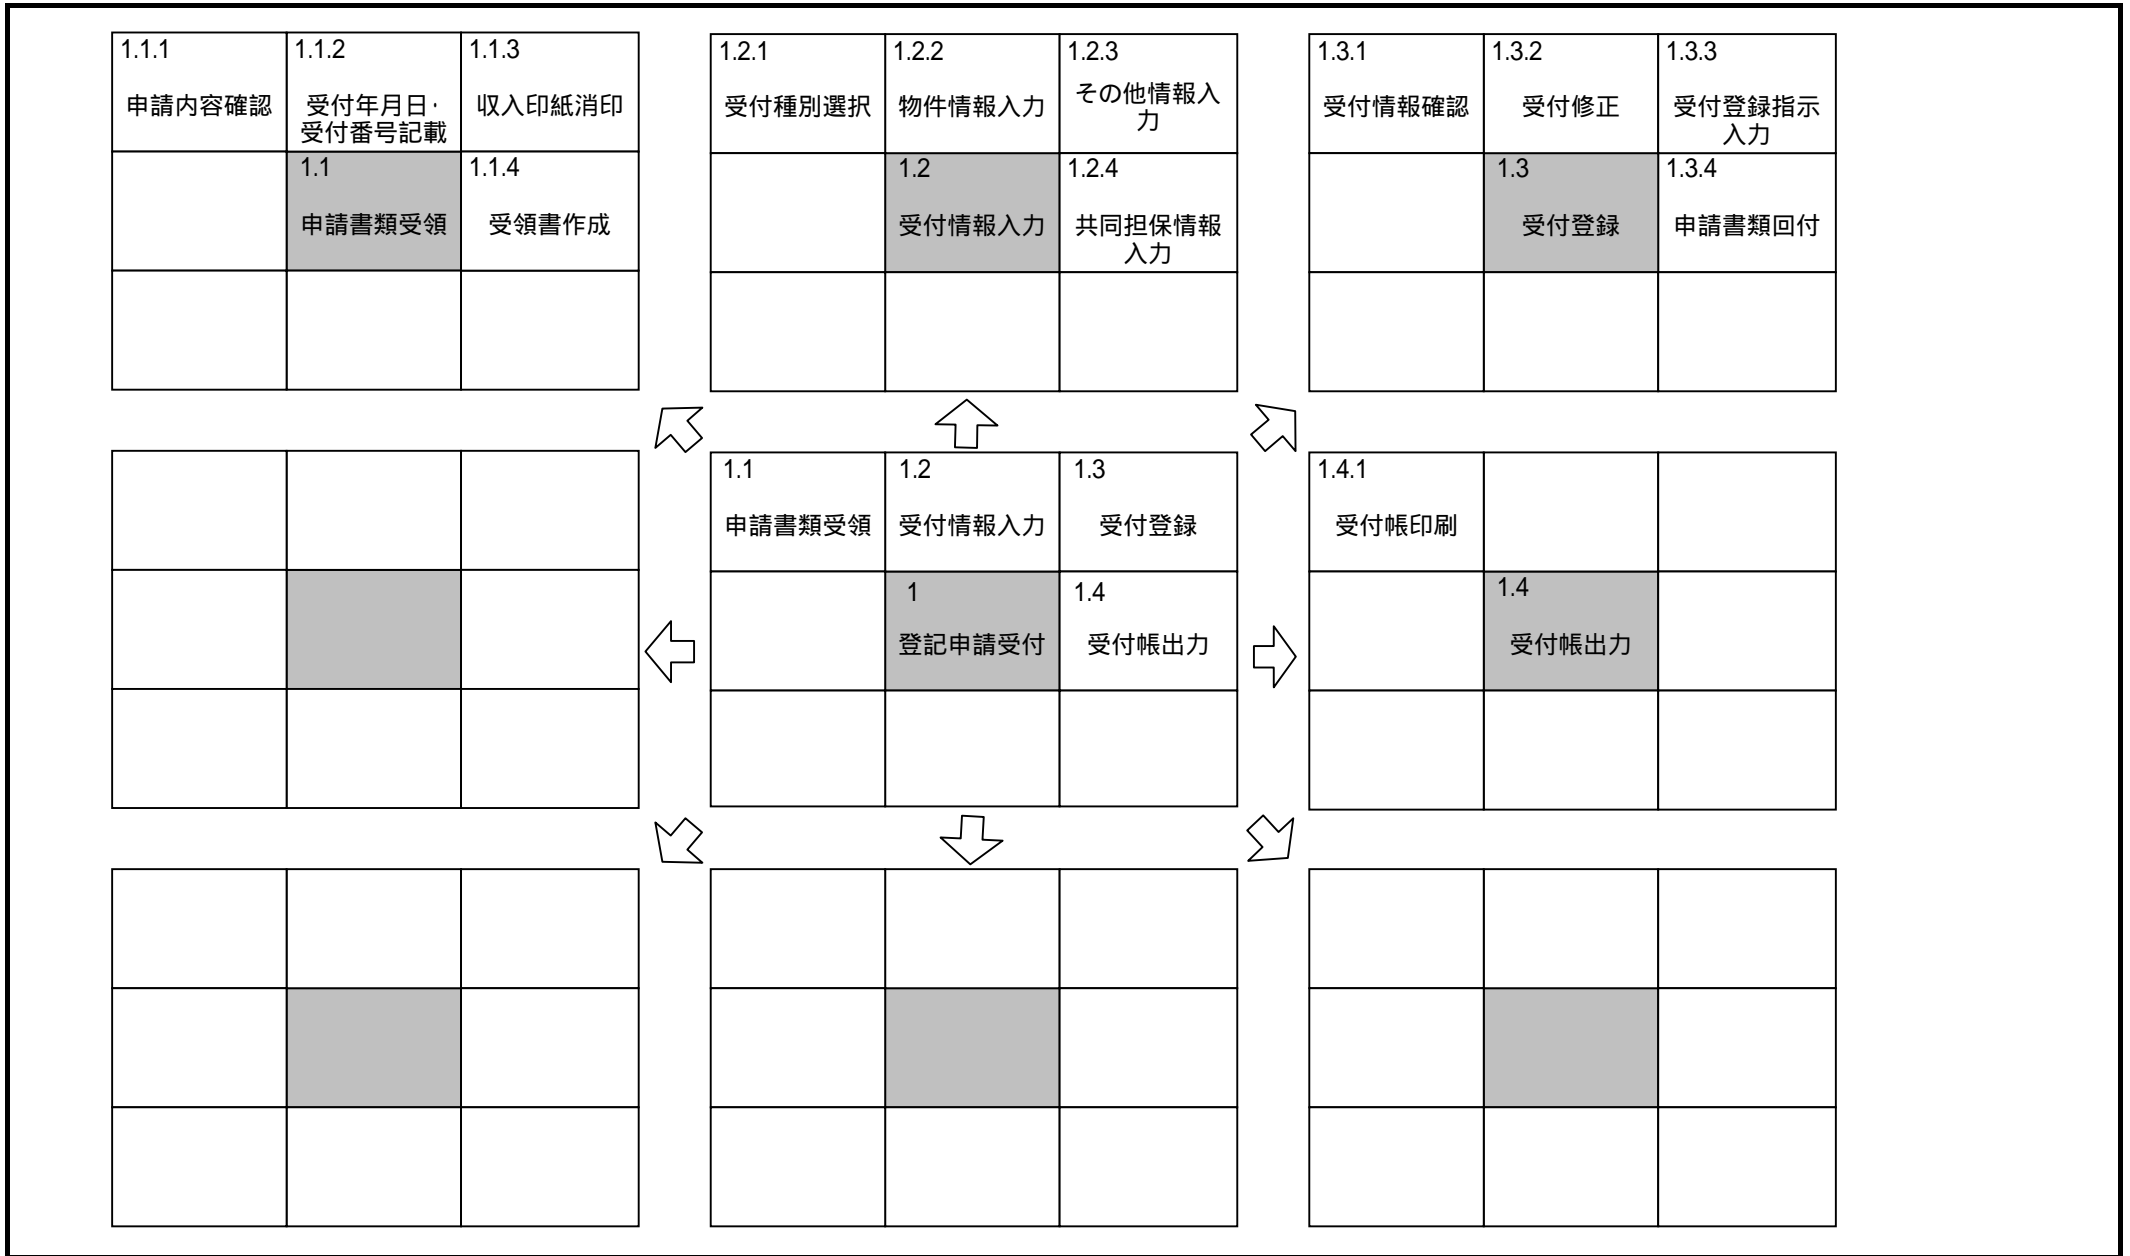 1.1.1
申請内容確認
1.1.2
受付年月日・
受付番号記載
1.1.3
収入印紙消印
1.1
申請書類受領
1.1.4
受領書作成
1.2.1
受付種別選択
1.2.2
物件情報入力
1.2.3
その他情報入
力
1.2
受付情報入力
1.2.4
共同担保情報
入力
1.3.1
受付情報確認
1.3.2
受付修正
1.3.3
受付登録指示
入力
1.3
受付登録
1.3.4
申請書類回付
1.1
申請書類受領
1.2
受付情報入力
1.3
受付登録
1
登記申請受付
1.4
受付帳出力
1.4.1
受付帳印刷
1.4
受付帳出力